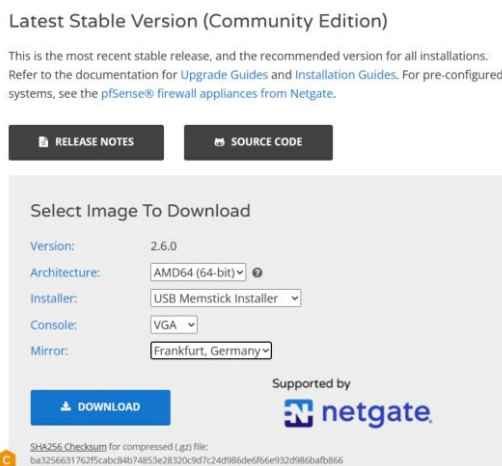 Latest Stable Version (Community Edition)
This is the most recent stable release, and the recommended version for all installations.
Refer to the documentation for Upgrade Guides and Installation Guides. For pre-configured
systems, see the pfSense® firewall appliances from Netgate.
RELEASE NOTES
SOURCE CODE
Select Image To Download
Version: 2.6.0
Architecture: AMD64 (64-bit)
Installer: USB Memstick Installer
Console: VGA
Mirror: Frankfurt, Germany
Supported by
DOWNLOAD
N netgate
SHA256 Checksum for compressed (.gz) file:
C
ba3256631762f5cabc84b74853e28320c9d7c24d986de6f66e932d986bafb866